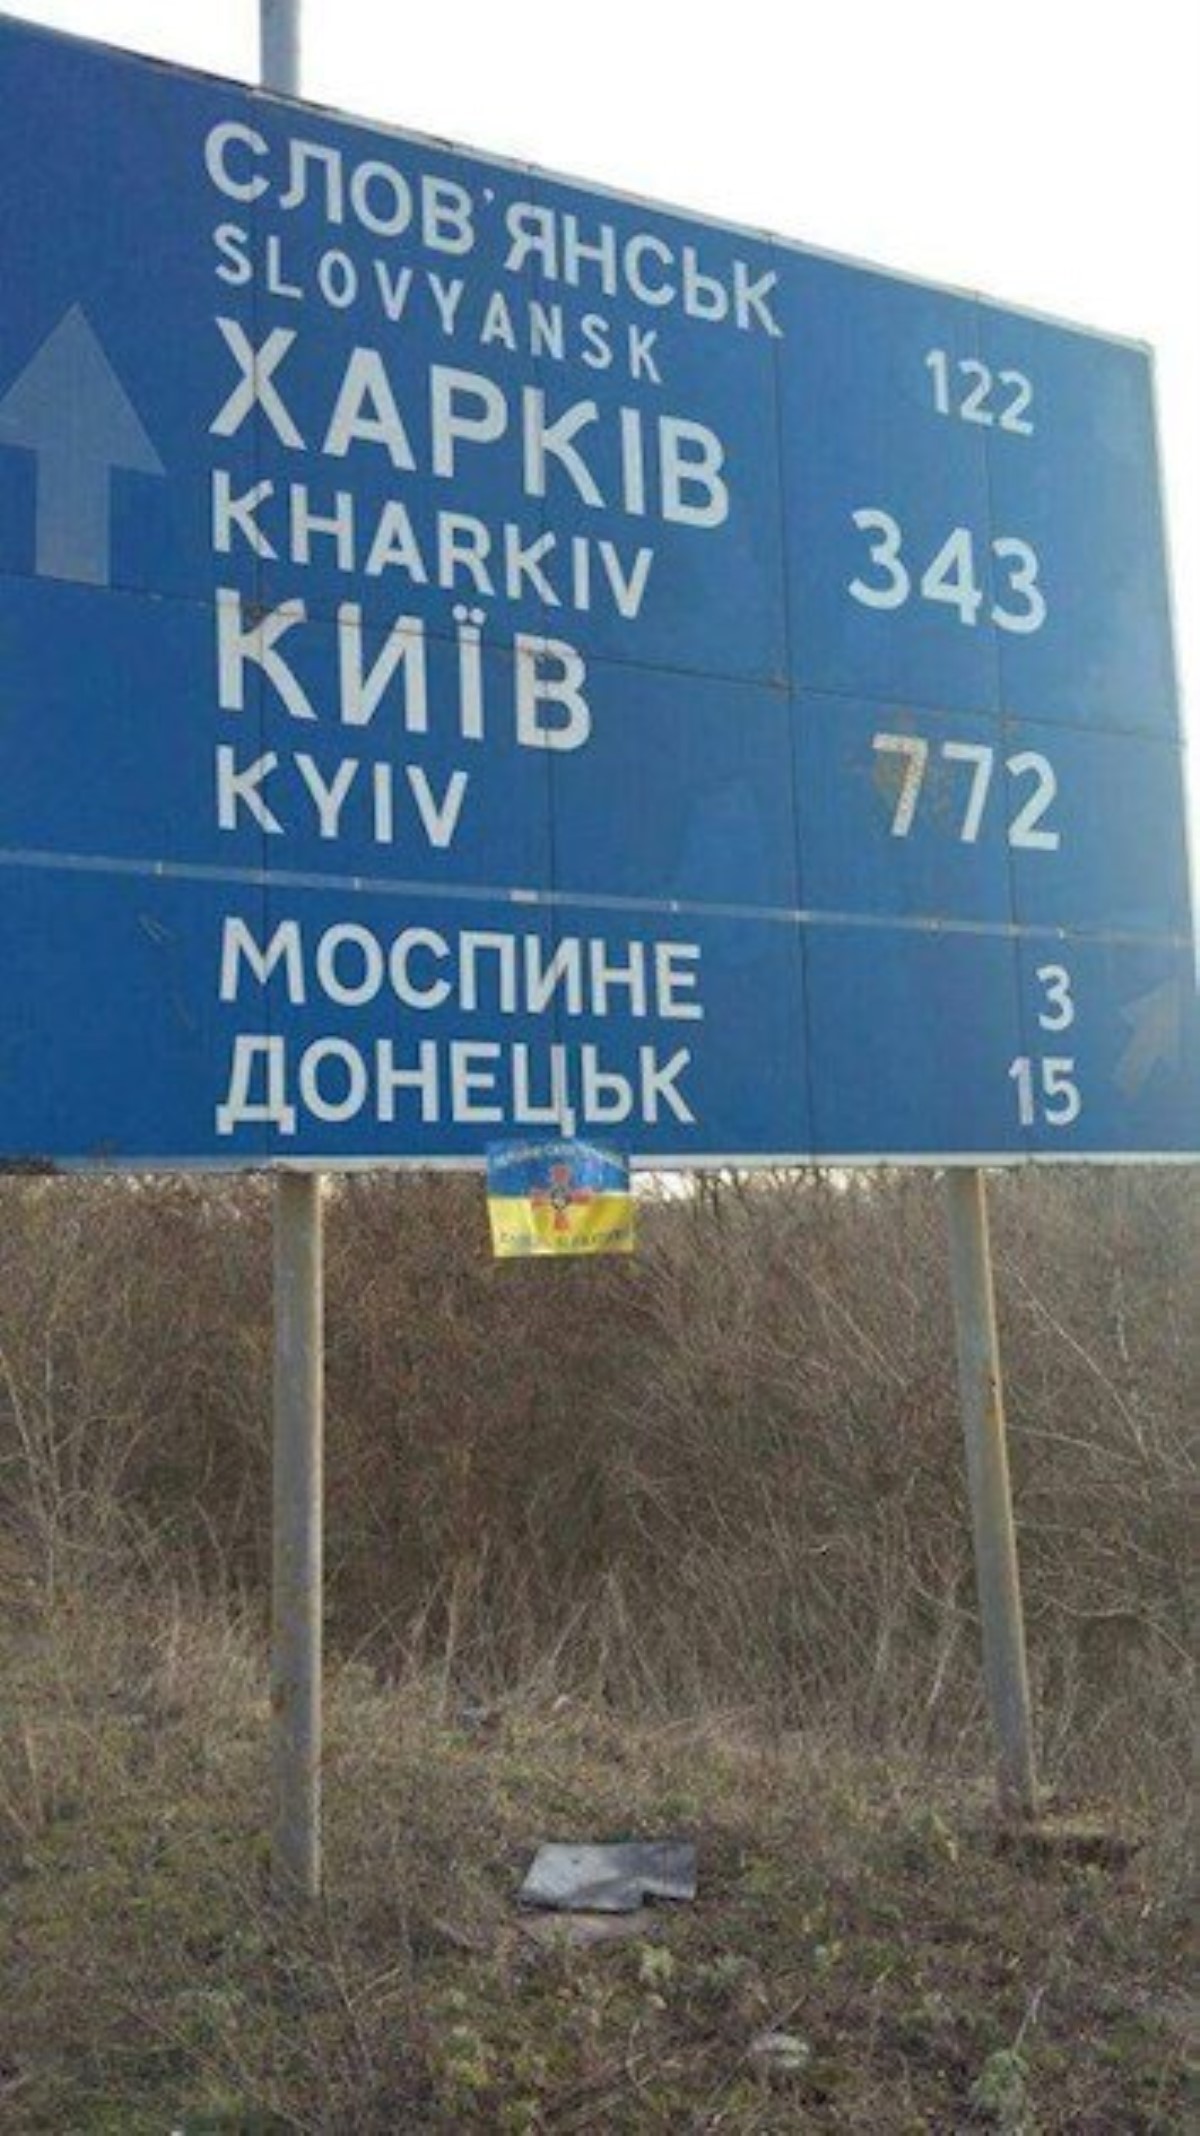 СЛОВ'ЯНСЬК
SLOVYANSK 122
ХАРКІВ
KHARKIV 343
КИЇВ
KYIV 772
МОСПИНЕ 3
ДОНЕЦЬК 15